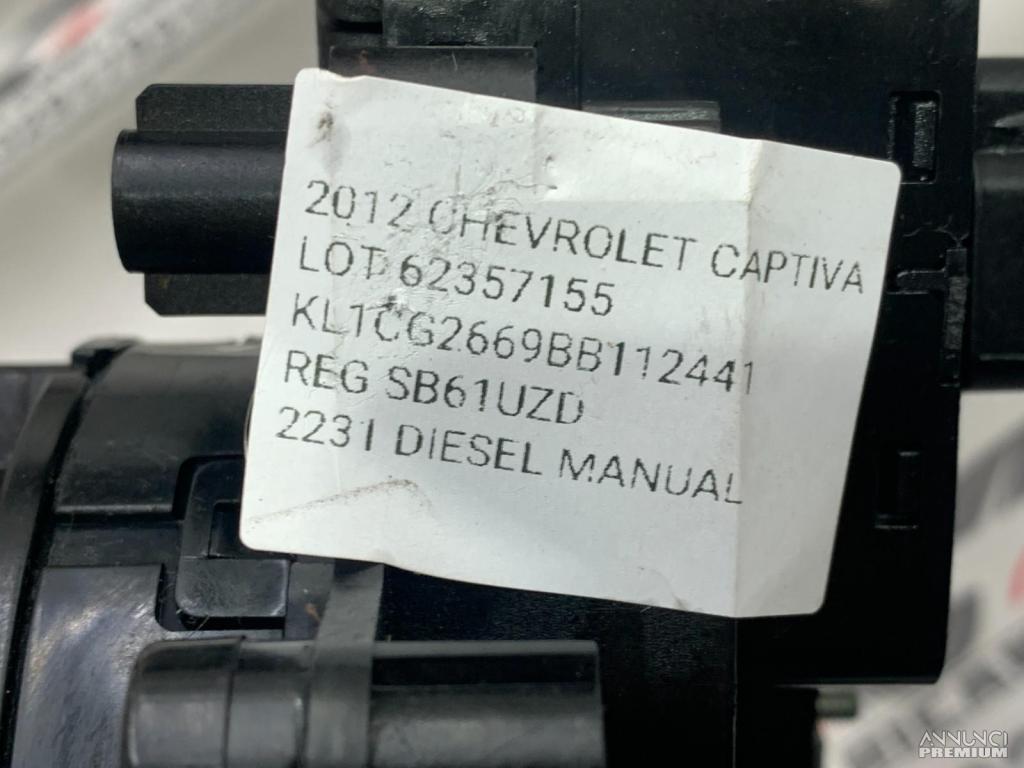 2012 CHEVROLET CAPTIVA
LOT 62357155
KL1CG2669BB112441
REG SB61UZD
2231 DIESEL MANUAL
ANNUNCI
PREMIUM